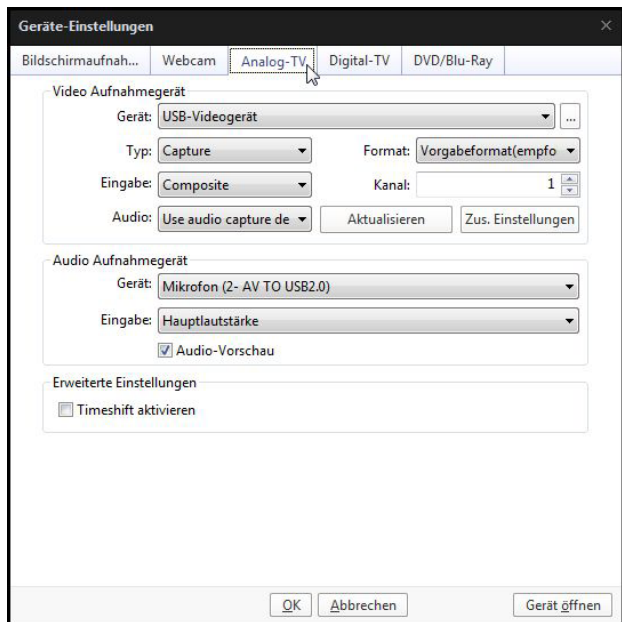 Geräte-Einstellungen
Bildschirmaufnah... Webcam Analog-TV Digital-TV DVD/Blu-Ray
Video Aufnahmegerät
Gerät: USB-Videogerät ...
Typ: Capture Format: Vorgabeformat(empfo
Eingabe: Composite Kanal: 1
Audio: Use audio capture de Aktualisieren Zus. Einstellungen
Audio Aufnahmegerät
Gerät: Mikrofon (2- AV TO USB2.0)
Eingabe: Hauptlautstärke
Audio-Vorschau
Erweiterte Einstellungen
Timeshift aktivieren
OK Abbrechen Gerät öffnen